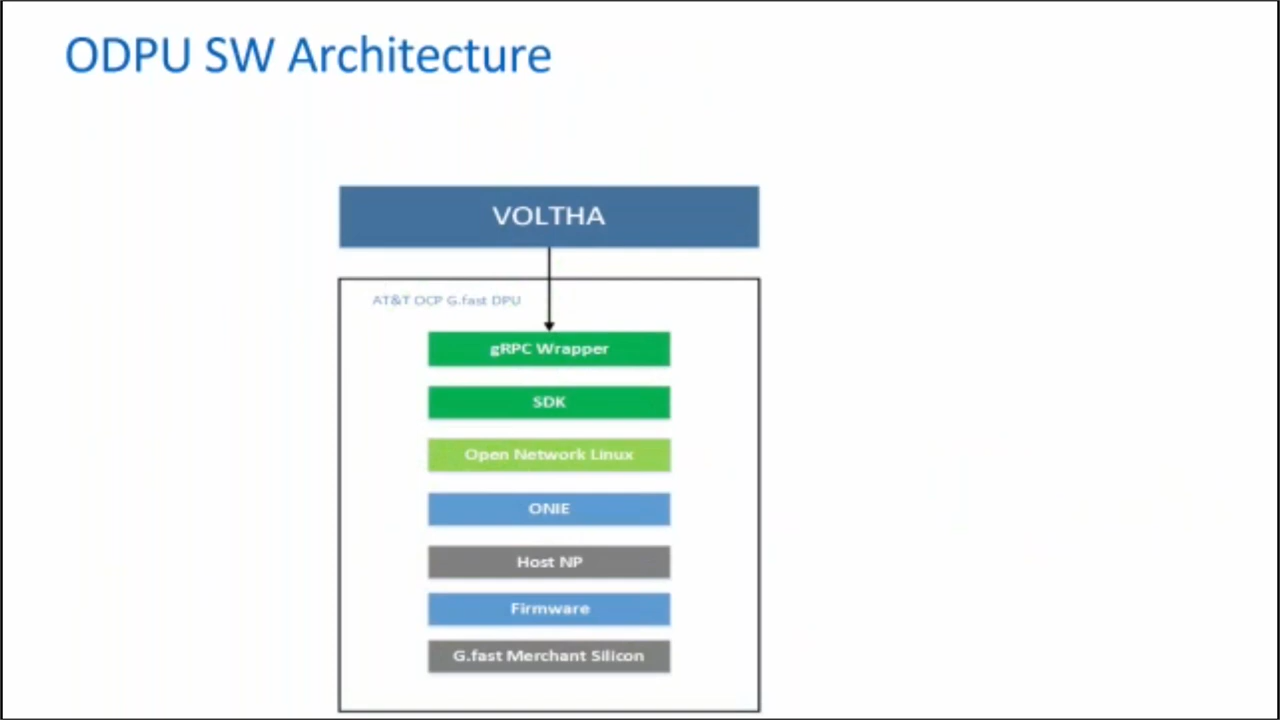 ODPU SW Architecture
VOLTHA
AT&T OCP G.fast DPU
gRPC Wrapper
SDK
Open Network Linux
ONIE
Host NP
Firmware
G.fast Merchant Silicon